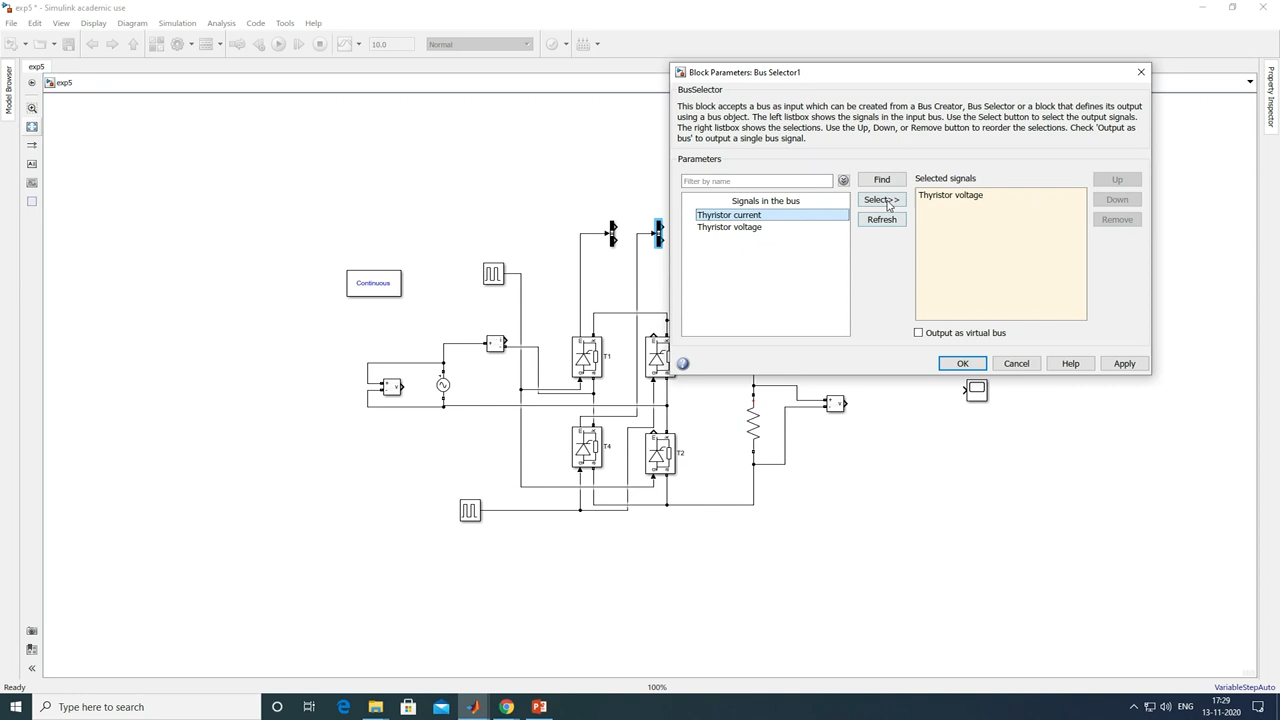 exp5 * - Simulink academic use
File Edit View Display Diagram Simulation Analysis Code Tools Help
10.0 Normal
exp5
exp5
Model Browser
Property Inspector
Block Parameters: Bus Selector1
BusSelector
This block accepts a bus as input which can be created from a Bus Creator, Bus Selector or a block that defines its output
using a bus object. The left listbox shows the signals in the input bus. Use the Select button to select the output signals.
The right listbox shows the selections. Use the Up, Down, or Remove button to reorder the selections. Check 'Output as
bus' to output a single bus signal.
Parameters
Filter by name
Find
Selected signals
Up
Signals in the bus
Thyristor voltage
Select>>
Down
Thyristor current
Refresh
Remove
Thyristor voltage
Output as virtual bus
OK Cancel Help Apply
Continuous
T1
T4
T2
Ready 100% VariableStepAuto
Type here to search
ENG
17:29
13-11-2020